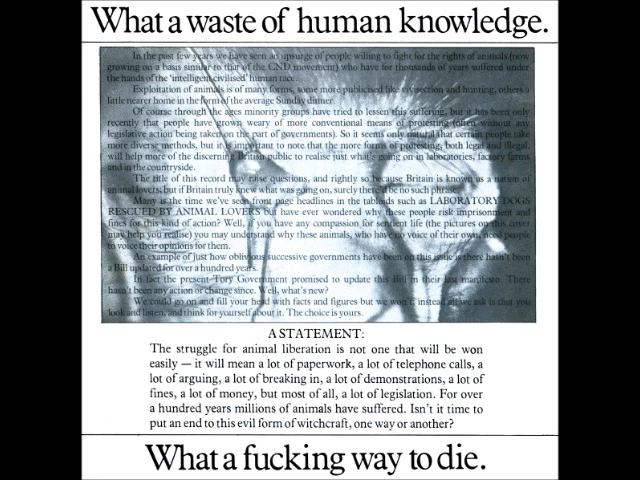 What a waste of human knowledge.
In the past few years we have seen an upsurge of people willing to fight for the rights of animals (now
growing on a basis similar to that of the CND movement) who have for thousands of years suffered under
the hands of the 'intelligent civilised' human race.
Exploitation of animals is of many forms, some more publicised like vivisection and hunting, others a
little nearer home in the form of the average Sunday dinner.
Of course through the ages minority groups have tried to lessen this suffering, but it has been only
recently that people have grown weary of more conventional means of protesting (often without any
legislative action being taken on the part of governments). So it seems only natural that certain people take
more diverse methods, but it is important to note that the more forms of protesting, both legal and illegal,
will help more of the discerning British public to realise just what's going on in laboratories, factory farms
and in the countryside.
The title of this record may raise questions, and rightly so because Britain is known as a nation of
animal lovers, but if Britain truly knew what was going on, surely there'd be no such phrase.
Many is the time we've seen front page headlines in the tabloids such as LABORATORY DOGS
RESCUED BY ANIMAL LOVERS but have ever wondered why these people risk imprisonment and
fines for this kind of action? Well, if you have any compassion for sentient life (the pictures on this cover
may help you realise) you may understand why these animals, who have no voice of their own, need people
to voice their opinions for them.
An example of just how oblivious successive governments have been on this issue is there hasn't been
a Bill updated for over a hundred years.
In fact the present Tory Government promised to update this Bill in their last manifesto. There
hasn't been any action or change since. Well, what's new?
We could go on and fill your head with facts and figures but we won't, instead all we ask is that you
look and listen, and think for yourself about it. The choice is yours.
A STATEMENT:
The struggle for animal liberation is not one that will be won
easily — it will mean a lot of paperwork, a lot of telephone calls, a
lot of arguing, a lot of breaking in, a lot of demonstrations, a lot of
fines, a lot of money, but most of all, a lot of legislation. For over
a hundred years millions of animals have suffered. Isn't it time to
put an end to this evil form of witchcraft, one way or another?
What a fucking way to die.